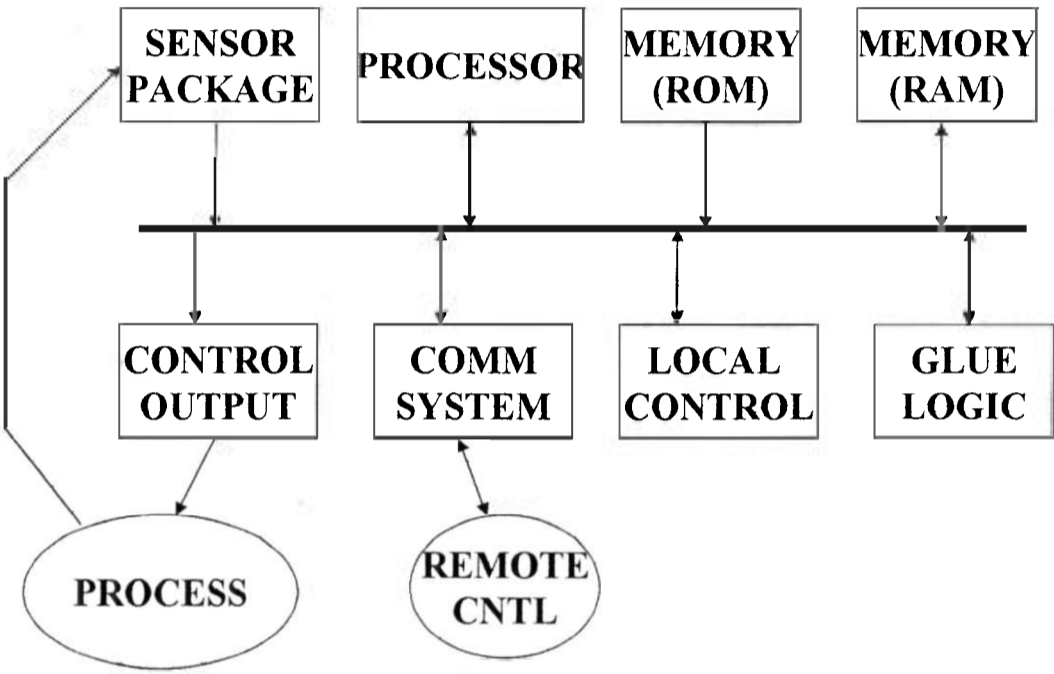 SENSOR
PACKAGE
PROCESSOR
MEMORY
(ROM)
MEMORY
(RAM)
CONTROL
OUTPUT
COMM
SYSTEM
LOCAL
CONTROL
GLUE
LOGIC
PROCESS
REMOTE
CNTL